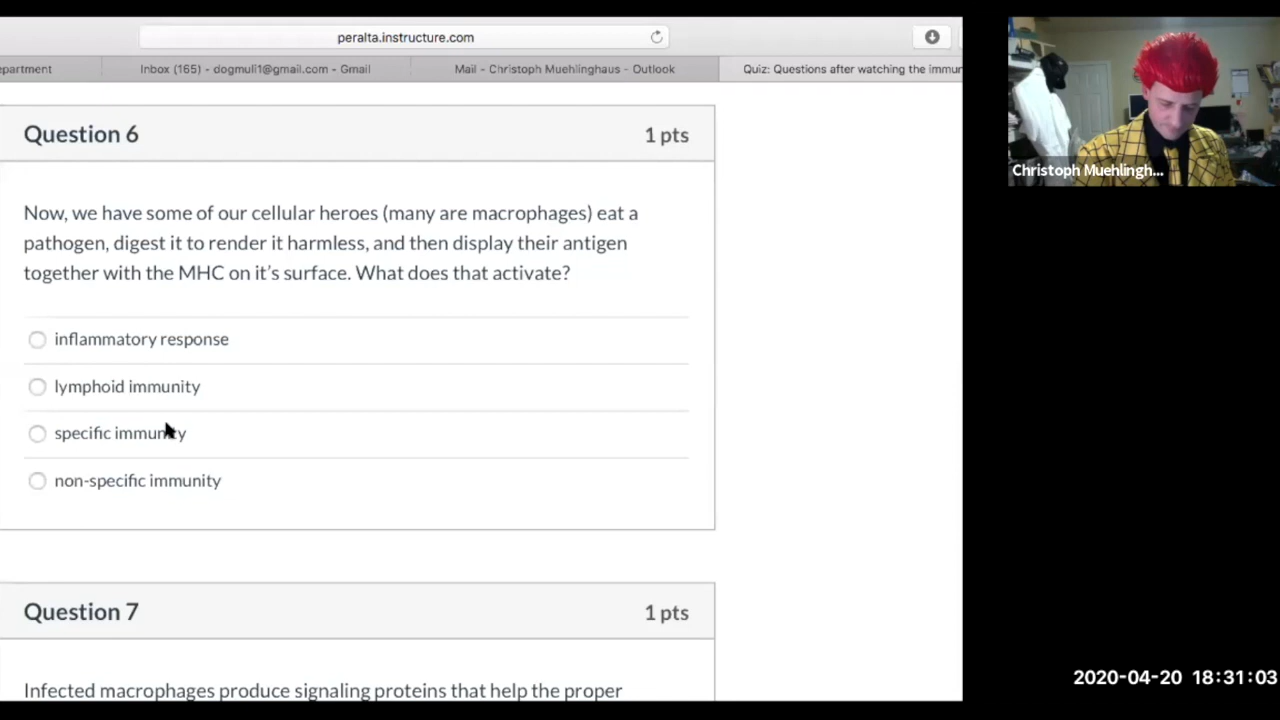 peralta.instructure.com
epartment
Inbox (165) - dogmuli1@gmail.com - Gmail
Mail - Christoph Muehlinghaus - Outlook
Quiz: Questions after watching the immur
Christoph Muehlingh...
Question 6
1 pts
Now, we have some of our cellular heroes (many are macrophages) eat a
pathogen, digest it to render it harmless, and then display their antigen
together with the MHC on it's surface. What does that activate?
inflammatory response
lymphoid immunity
specific immunity
non-specific immunity
Question 7
1 pts
Infected macrophages produce signaling proteins that help the proper
2020-04-20 18:31:03